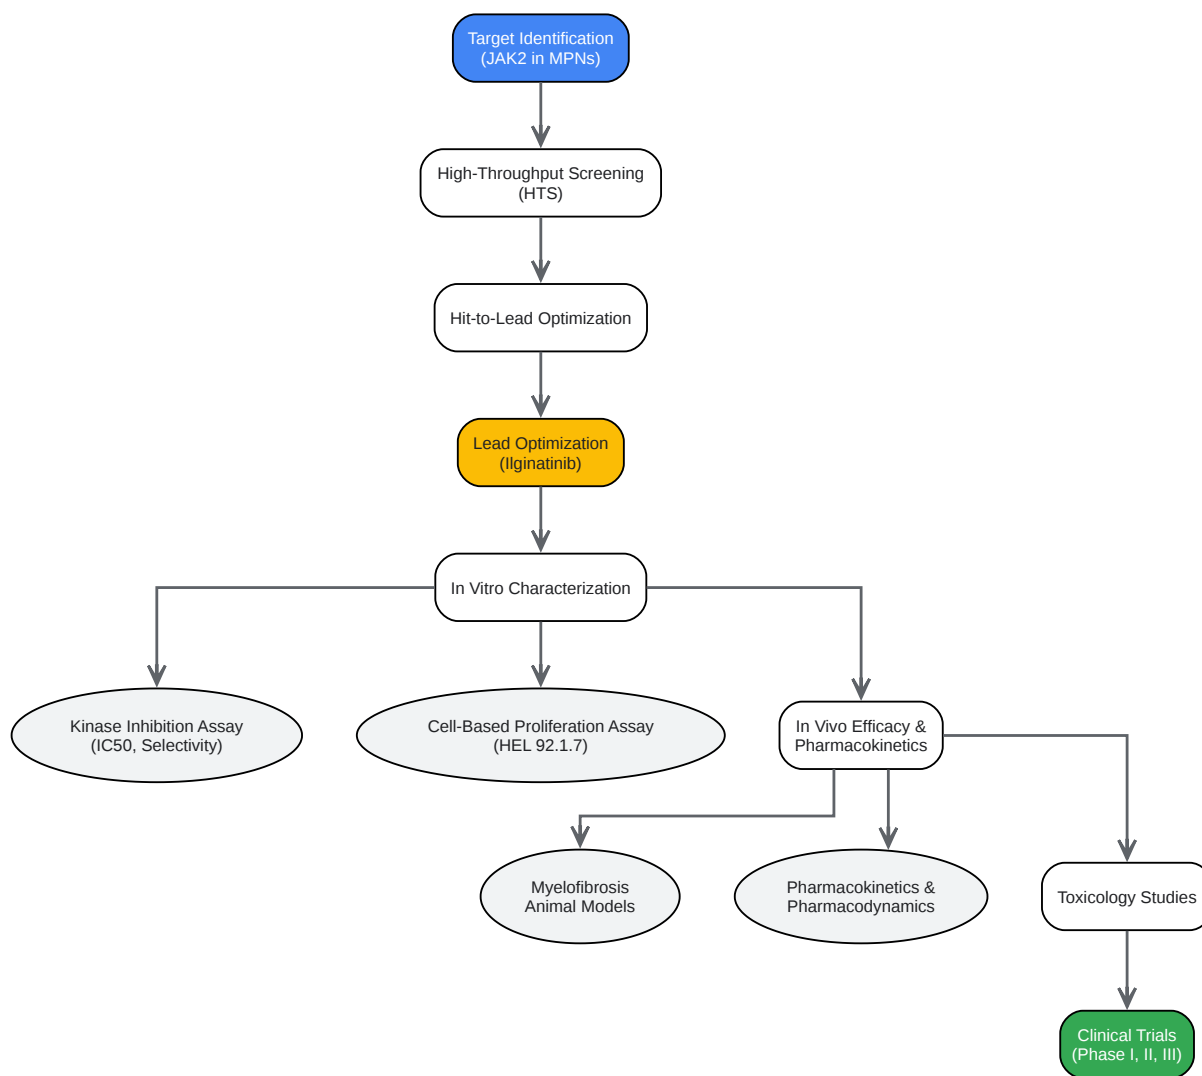 Target Identification
(JAK2 in MPNs)
High-Throughput Screening
(HTS)
Hit-to-Lead Optimization
Lead Optimization
(Ilginatinib)
In Vitro Characterization
Kinase Inhibition Assay
(IC50, Selectivity)
Cell-Based Proliferation Assay
(HEL 92.1.7)
In Vivo Efficacy &
Pharmacokinetics
Myelofibrosis
Animal Models
Pharmacokinetics &
Pharmacodynamics
Toxicology Studies
Clinical Trials
(Phase I, II, III)